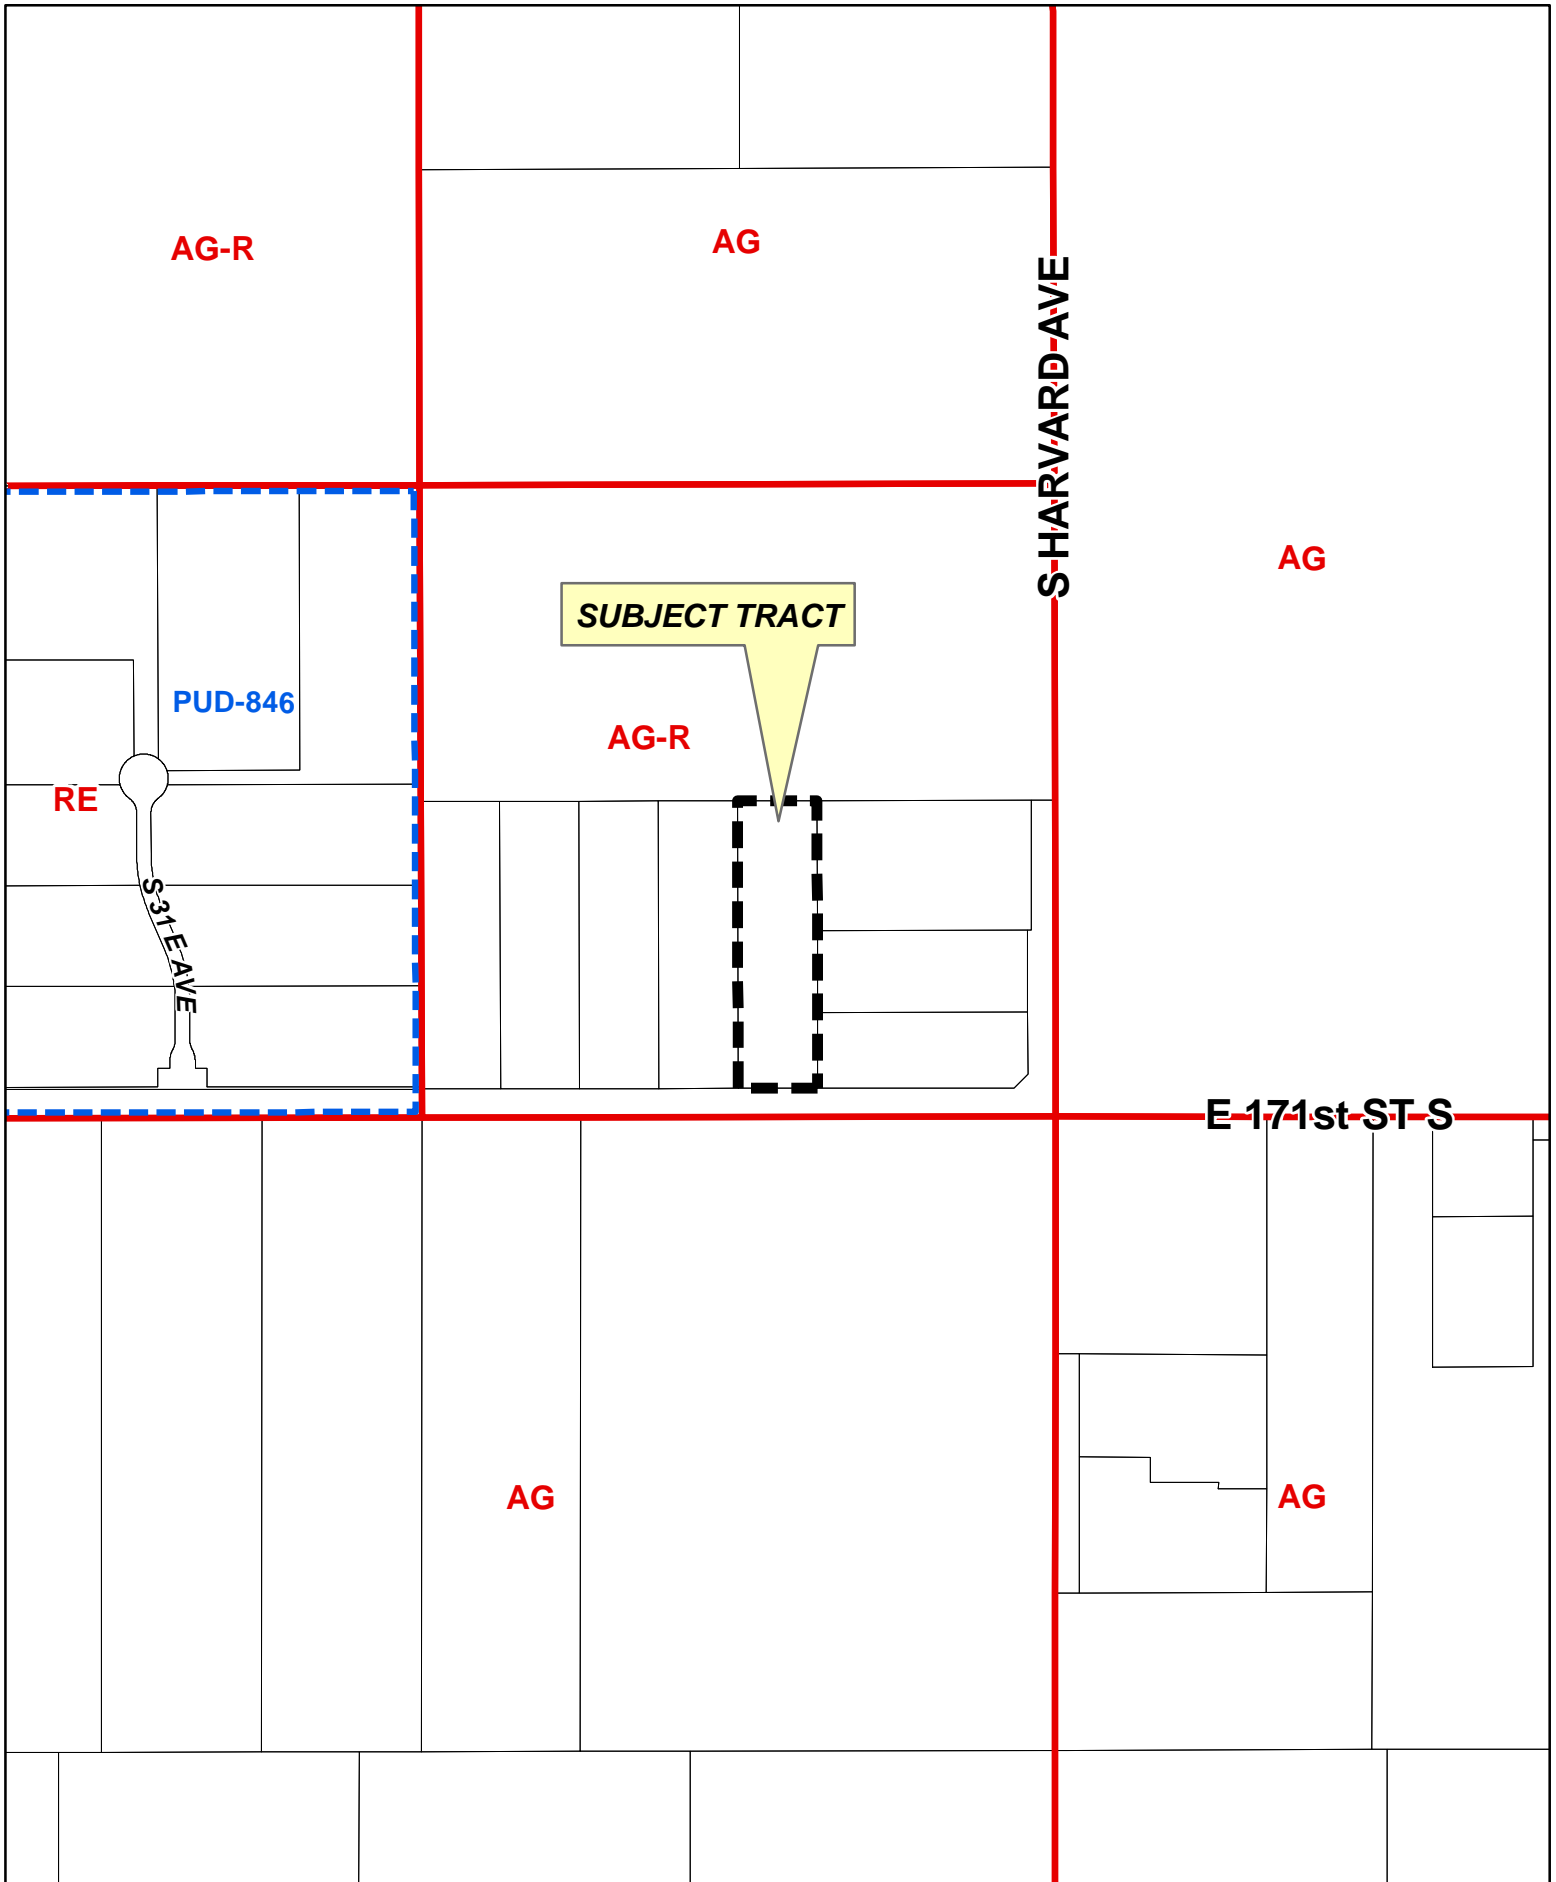 AG-R
AG
S HARVARD AVE
AG
SUBJECT TRACT
PUD-846
AG-R
RE
S 31 E AVE
E 171st ST S
AG
AG